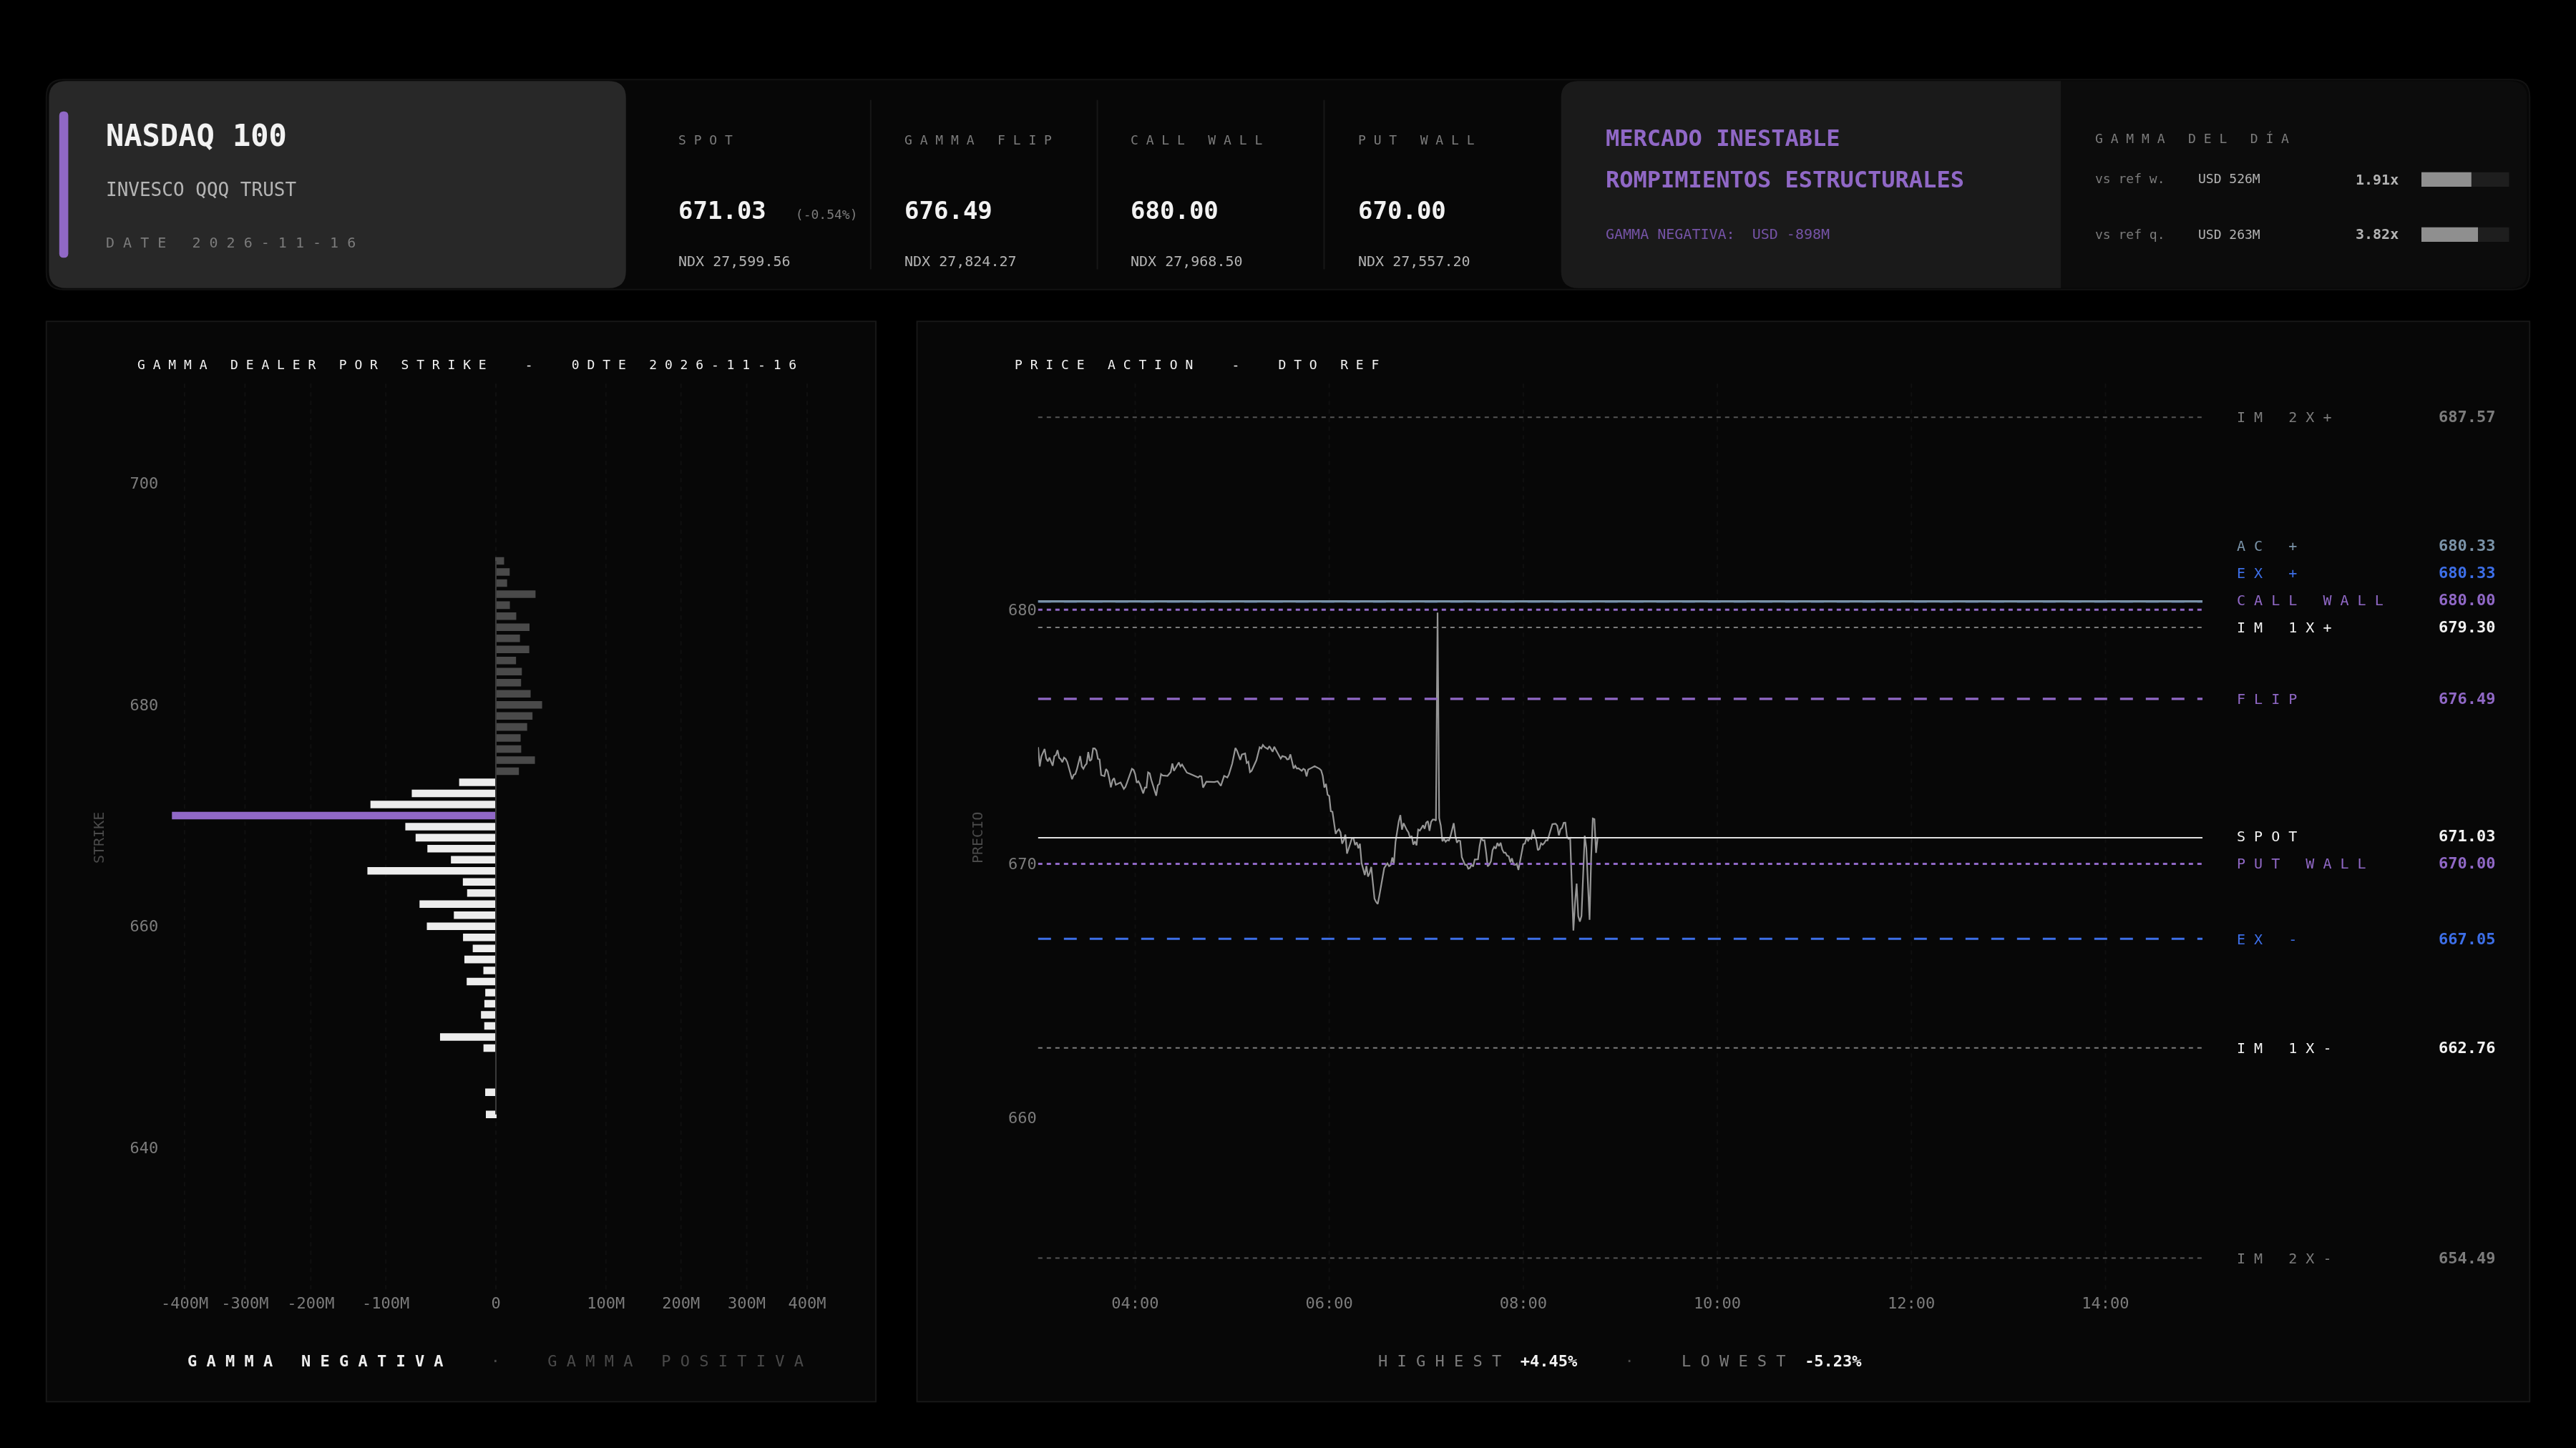 NASDAQ 100
INVESCO QQQ TRUST
DATE 2026-11-16
SPOT
671.03 (-0.54%)
NDX 27,599.56
GAMMA FLIP
676.49
NDX 27,824.27
CALL WALL
680.00
NDX 27,968.50
PUT WALL
670.00
NDX 27,557.20
MERCADO INESTABLE
ROMPIMIENTOS ESTRUCTURALES
GAMMA NEGATIVA: USD -898M
GAMMA DEL DÍA
vs ref w. USD 526M 1.91x
vs ref q. USD 263M 3.82x
GAMMA DEALER POR STRIKE - 0DTE 2026-11-16
STRIKE
700
680
660
640
-400M -300M -200M -100M 0 100M 200M 300M 400M
GAMMA NEGATIVA · GAMMA POSITIVA
PRICE ACTION - DTO REF
PRECIO
680
670
660
IM 2X+ 687.57
AC + 680.33
EX + 680.33
CALL WALL 680.00
IM 1X+ 679.30
FLIP 676.49
SPOT 671.03
PUT WALL 670.00
EX - 667.05
IM 1X- 662.76
IM 2X- 654.49
04:00 06:00 08:00 10:00 12:00 14:00
HIGHEST +4.45% · LOWEST -5.23%